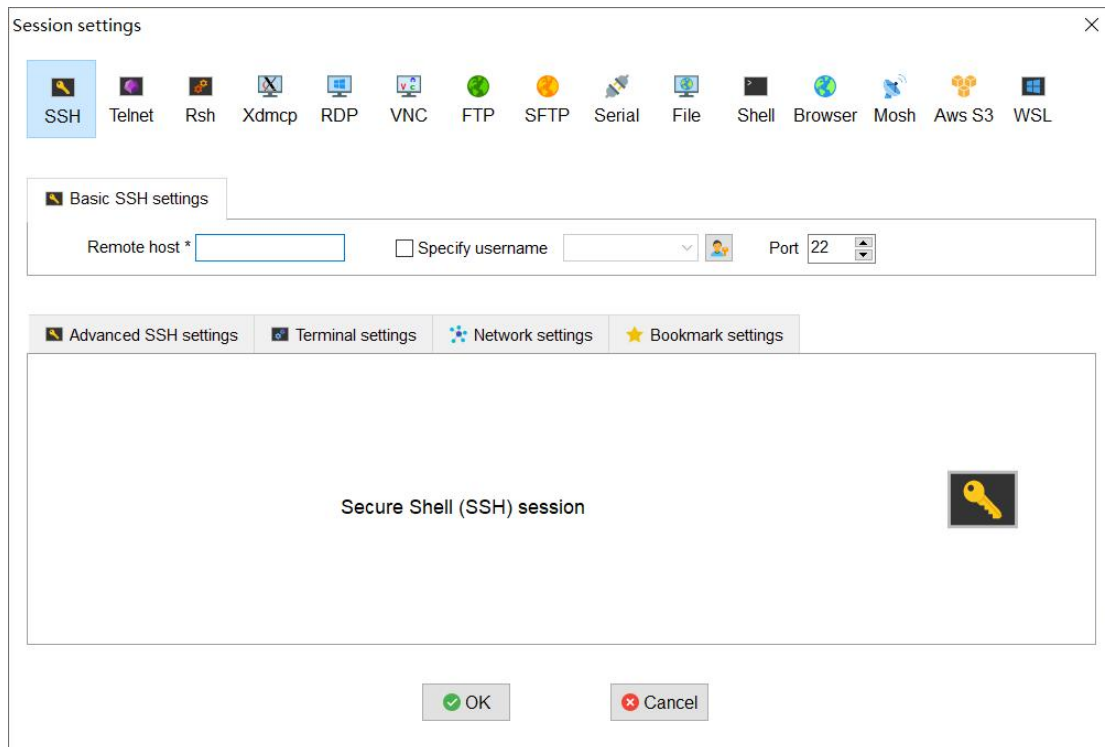 Session settings
SSH Telnet Rsh Xdmcp RDP VNC FTP SFTP Serial File Shell Browser Mosh Aws S3 WSL
Basic SSH settings
Remote host * Specify username Port 22
Advanced SSH settings Terminal settings Network settings Bookmark settings
Secure Shell (SSH) session
OK Cancel